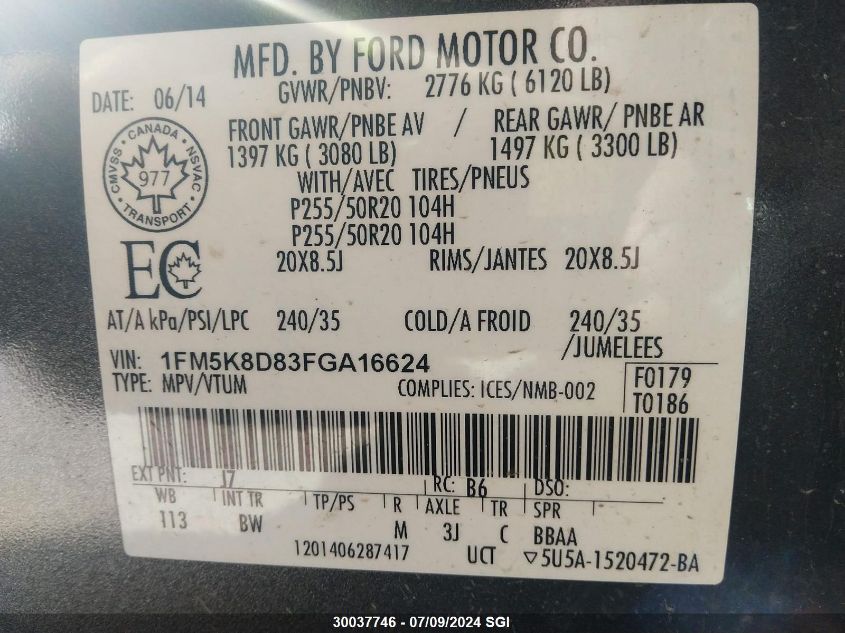 MFD. BY FORD MOTOR CO.
DATE: 06/14
GVWR/PNBV: 2776 KG ( 6120 LB)
FRONT GAWR/PNBE AV / REAR GAWR/ PNBE AR
1397 KG ( 3080 LB) 1497 KG ( 3300 LB)
WITH/AVEC TIRES/PNEUS
CANADA
CMVSS • NSVAC
977
TRANSPORT
P255/50R20 104H
P255/50R20 104H
EC
20X8.5J RIMS/JANTES 20X8.5J
AT/A kPa/PSI/LPC 240/35 COLD/A FROID 240/35
/JUMELEES
VIN: 1FM5K8D83FGA16624
TYPE: MPV/VTUM COMPLIES: ICES/NMB-002
F0179
T0186
EXT PNT: J7 RC: B6 DSO:
WB INT TR TP/PS R AXLE TR SPR
113 BW M 3J C BBAA
1201406287417 UCT ▽5U5A-1520472-BA
30037746 - 07/09/2024 SGI